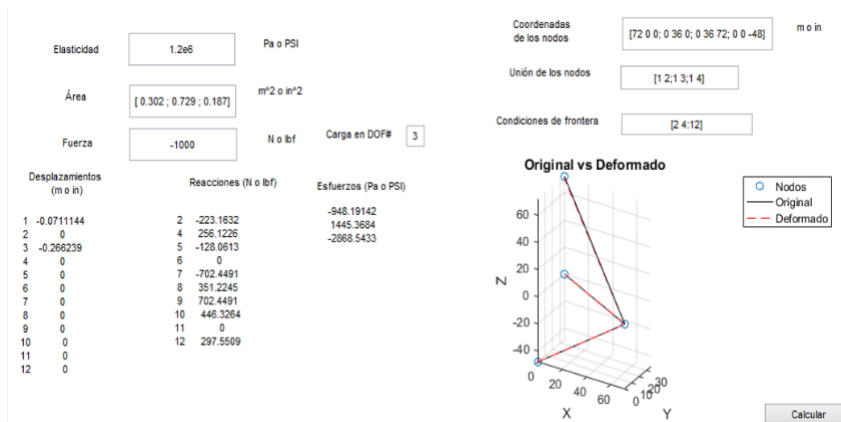 Elasticidad 1.2e6 Pa o PSI
Área [ 0.302 ; 0.729 ; 0.187] m^2 o in^2
Fuerza -1000 N o lbf Carga en DOF# 3
Coordenadas
de los nodos [72 0 0; 0 36 0; 0 36 72; 0 0 -48] m o in
Unión de los nodos [1 2;1 3;1 4]
Condiciones de frontera [2 4:12]
Desplazamientos
(m o in)
1 -0.0711144
2 0
3 -0.266239
4 0
5 0
6 0
7 0
8 0
9 0
10 0
11 0
12 0
Reacciones (N o lbf)
2 -223.1632
4 256.1226
5 -128.0613
6 0
7 -702.4491
8 351.2245
9 702.4491
10 446.3264
11 0
12 297.5509
Esfuerzos (Pa o PSI)
-948.19142
1445.3684
-2868.5433
Original vs Deformado
Nodos
Original
Deformado
60
40
20
0
-20
-40
Z
0 20 40 60
X
0 10 20 30
Y
Calcular